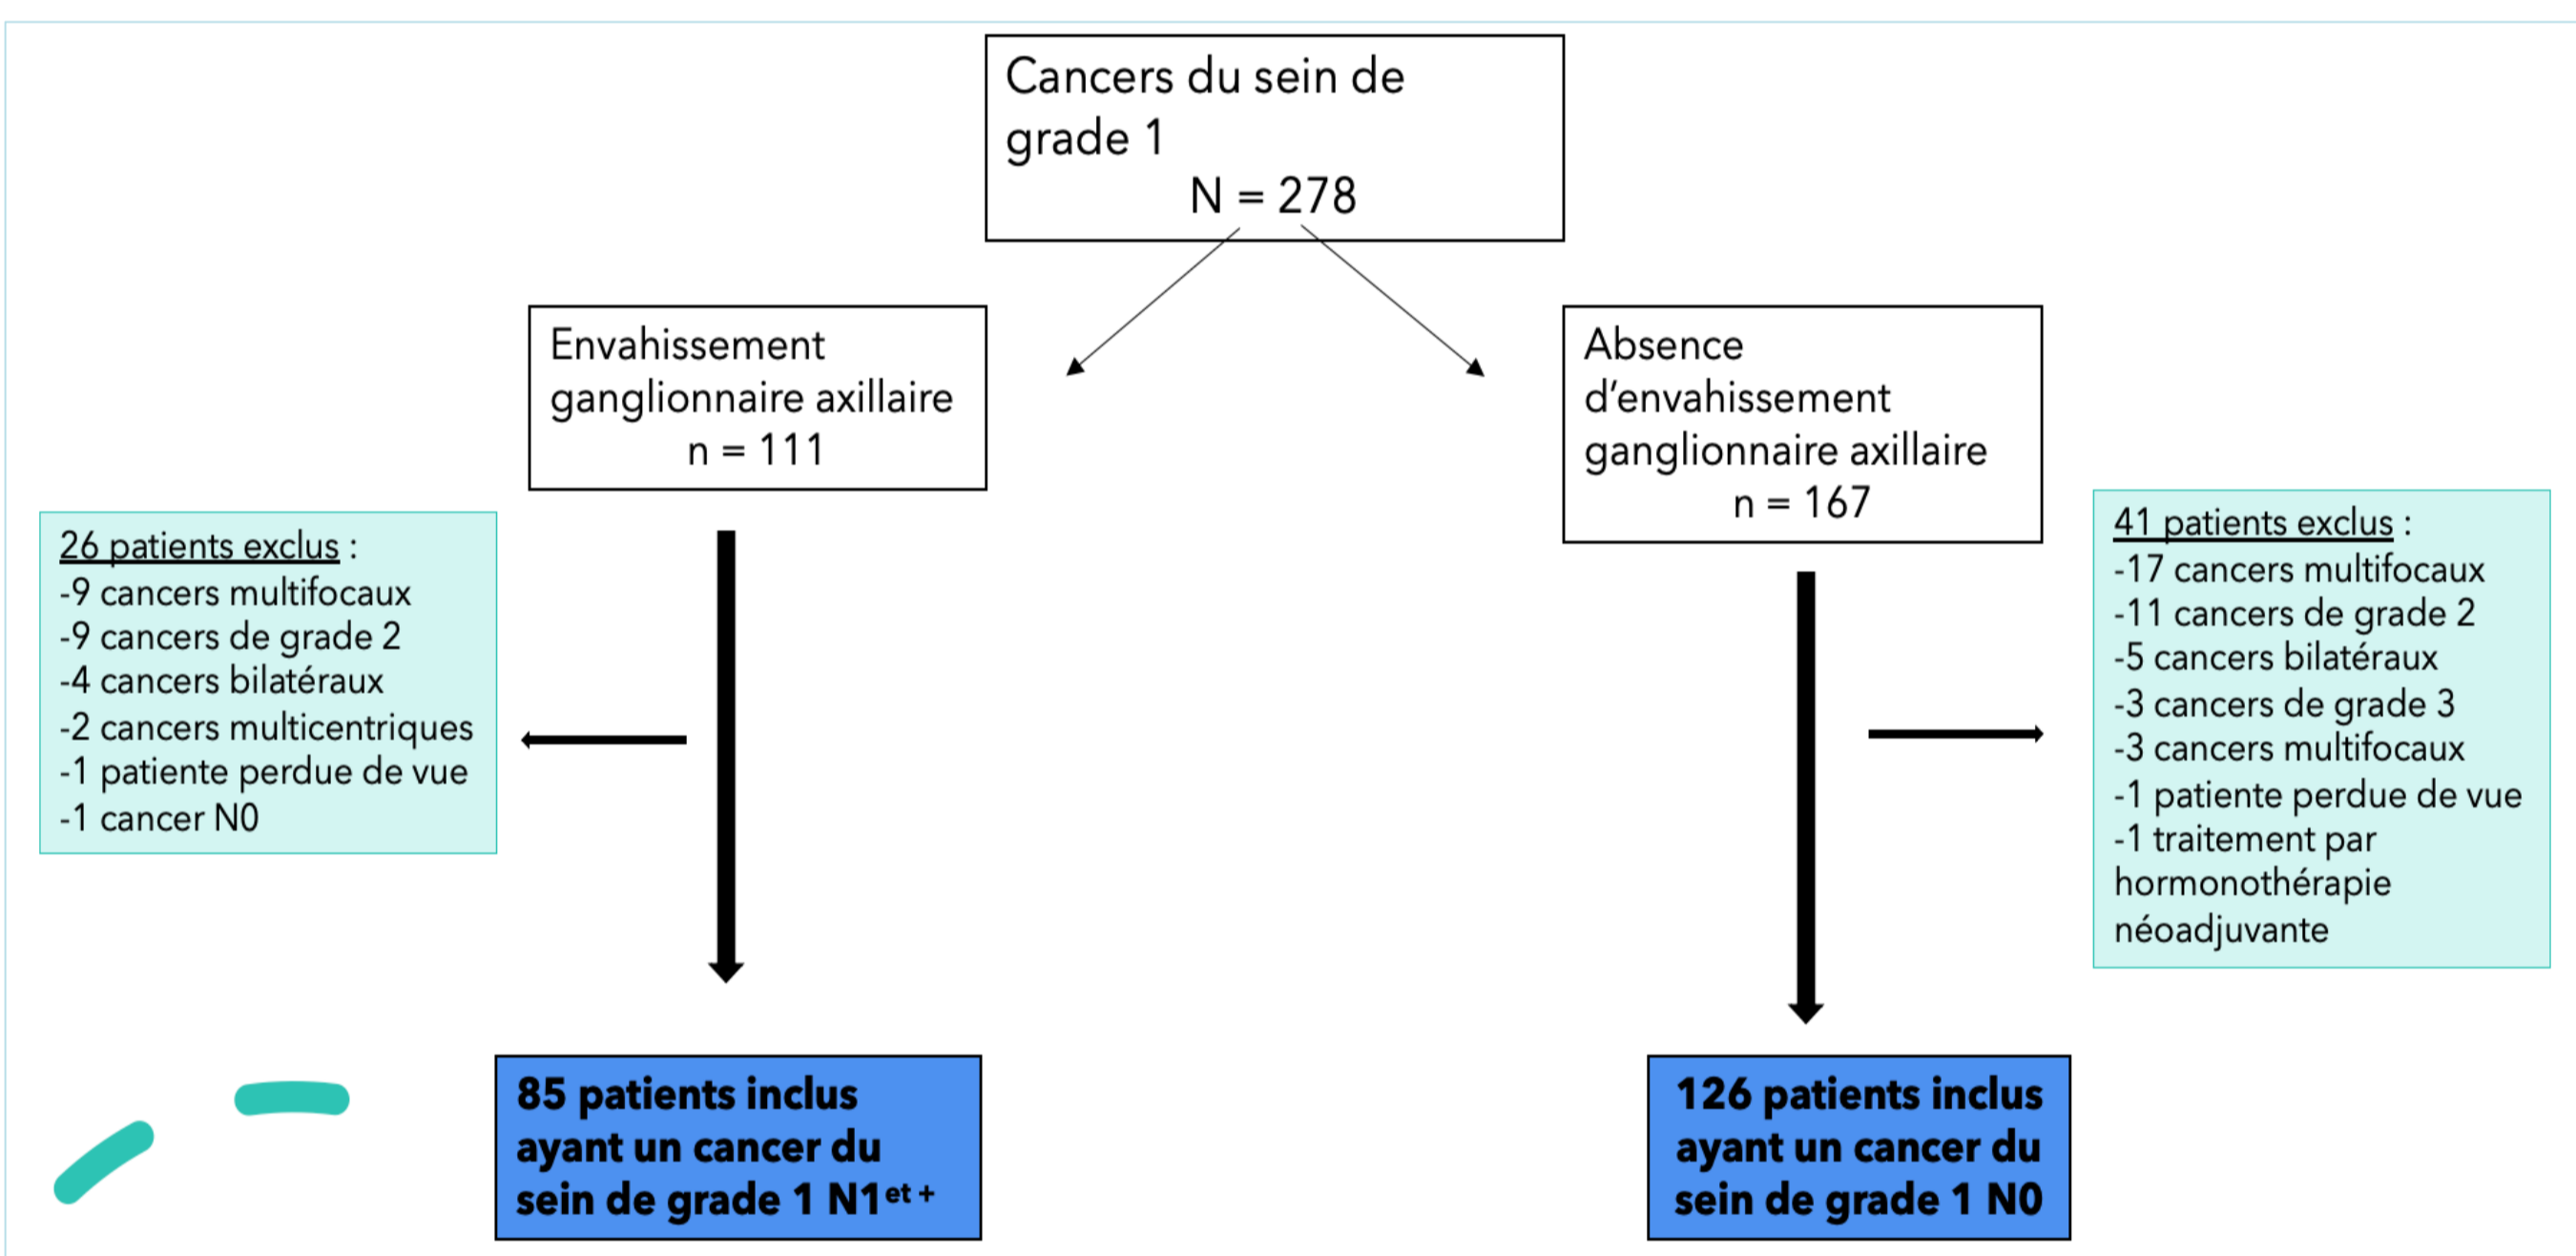 Cancers du sein de
grade 1
N = 278
Envahissement
ganglionnaire axillaire
n = 111
Absence
d’envahissement
ganglionnaire axillaire
n = 167
26 patients exclus :
-9 cancers multifocaux
-9 cancers de grade 2
-4 cancers bilatéraux
-2 cancers multicentriques
-1 patiente perdue de vue
-1 cancer N0
41 patients exclus :
-17 cancers multifocaux
-11 cancers de grade 2
-5 cancers bilatéraux
-3 cancers de grade 3
-3 cancers multifocaux
-1 patiente perdue de vue
-1 traitement par
hormonothérapie
néoadjuvante
85 patients inclus
ayant un cancer du
sein de grade 1 N1et +
126 patients inclus
ayant un cancer du
sein de grade 1 N0